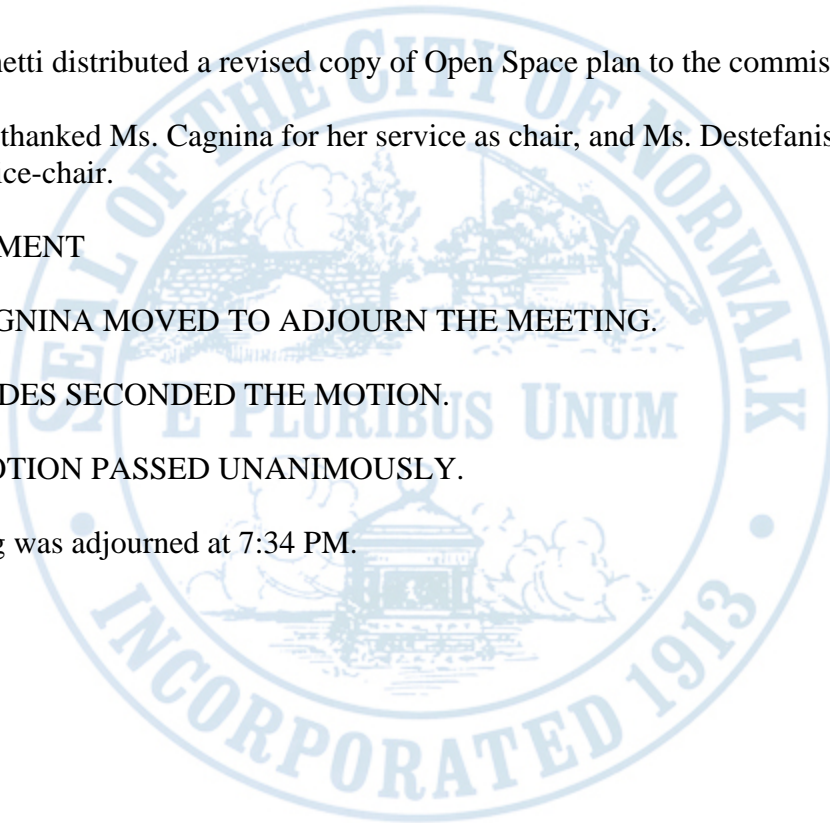 etti distributed a revised copy of Open Space plan to the commis
thanked Ms. Cagnina for her service as chair, and Ms. Destefanis
ice-chair.
MENT
GNINA MOVED TO ADJOURN THE MEETING.
DES SECONDED THE MOTION.
OTION PASSED UNANIMOUSLY.
g was adjourned at 7:34 PM.
SEAL OF THE CITY OF NORWALK
E PLURIBUS UNUM
INCORPORATED 1913